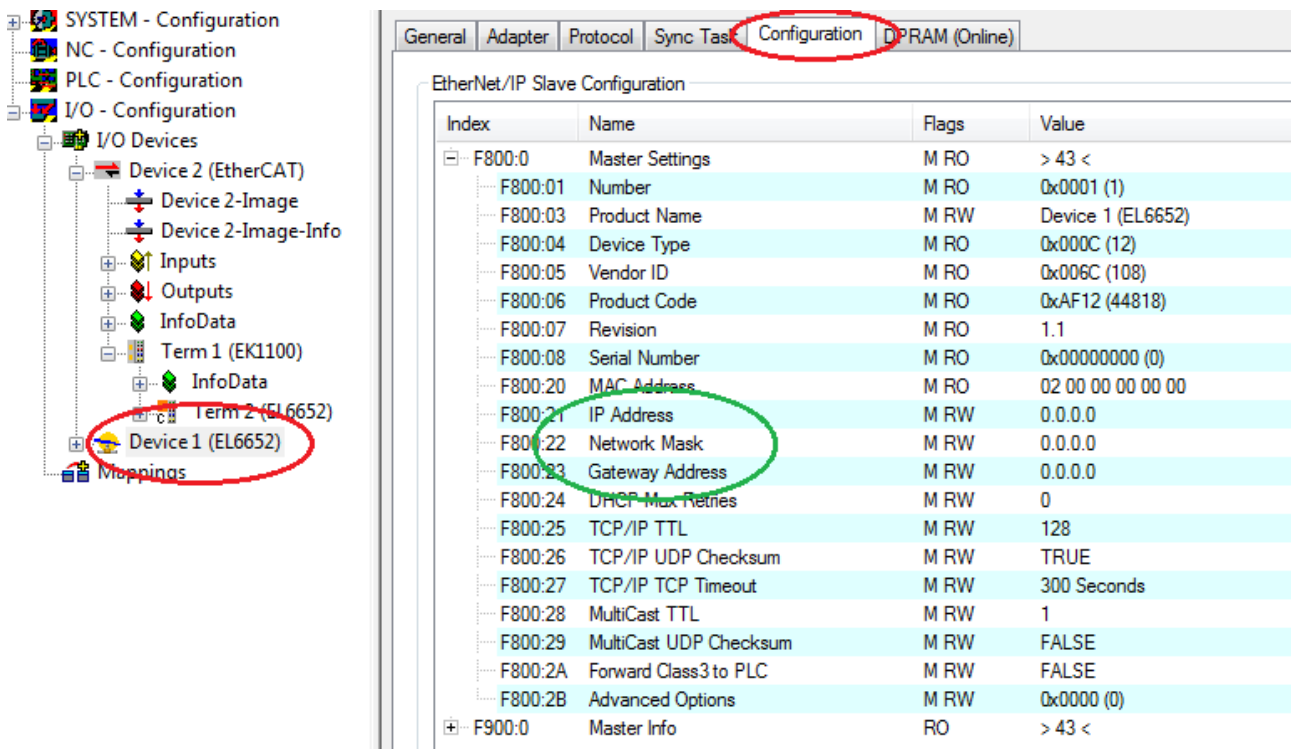 SYSTEM - Configuration
NC - Configuration
PLC - Configuration
I/O - Configuration
I/O Devices
Device 2 (EtherCAT)
Device 2-Image
Device 2-Image-Info
Inputs
Outputs
InfoData
Term 1 (EK1100)
InfoData
Term 2 (EL6652)
Device 1 (EL6652)
Mappings
General Adapter Protocol Sync Task Configuration DPRAM (Online)
EtherNet/IP Slave Configuration
Index Name Flags Value
F800:0 Master Settings M RO > 43 <
F800:01 Number M RO 0x0001 (1)
F800:03 Product Name M RW Device 1 (EL6652)
F800:04 Device Type M RO 0x000C (12)
F800:05 Vendor ID M RO 0x006C (108)
F800:06 Product Code M RO 0xAF12 (44818)
F800:07 Revision M RO 1.1
F800:08 Serial Number M RO 0x00000000 (0)
F800:20 MAC Address M RO 02 00 00 00 00 00
F800:21 IP Address M RW 0.0.0.0
F800:22 Network Mask M RW 0.0.0.0
F800:23 Gateway Address M RW 0.0.0.0
F800:24 DHCP Max Retries M RW 0
F800:25 TCP/IP TTL M RW 128
F800:26 TCP/IP UDP Checksum M RW TRUE
F800:27 TCP/IP TCP Timeout M RW 300 Seconds
F800:28 MultiCast TTL M RW 1
F800:29 MultiCast UDP Checksum M RW FALSE
F800:2A Forward Class3 to PLC M RW FALSE
F800:2B Advanced Options M RW 0x0000 (0)
F900:0 Master Info RO > 43 <